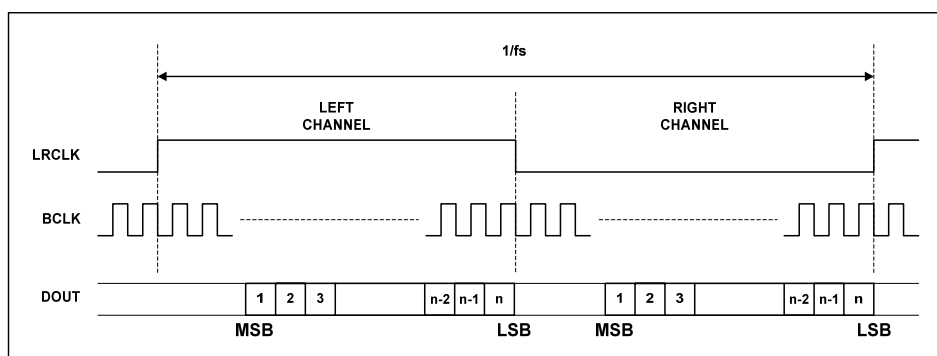 1/fs
LEFT
CHANNEL
RIGHT
CHANNEL
LRCLK
BCLK
DOUT
1 2 3 n-2 n-1 n 1 2 3 n-2 n-1 n
MSB LSB MSB LSB